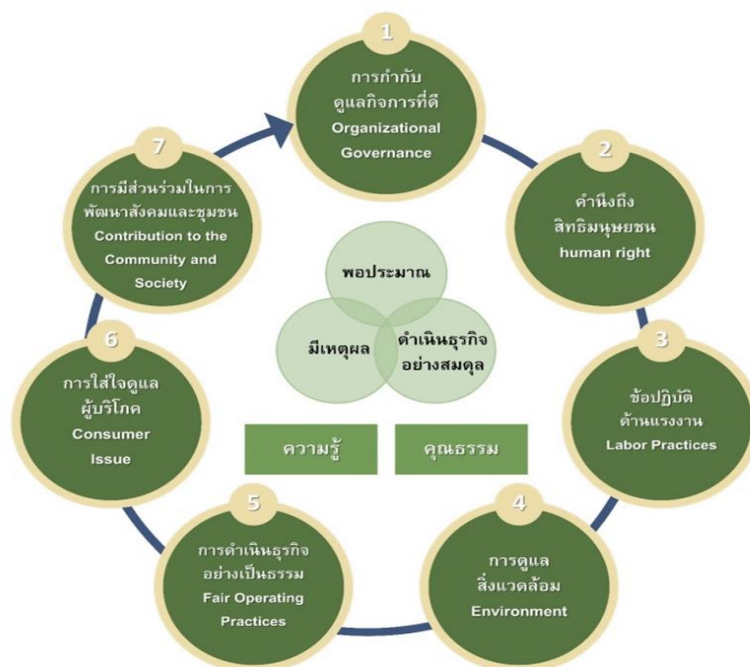 1
การกำกับ
ดูแลกิจการที่ดี
Organizational
Governance
2
คำนึงถึง
สิทธิมนุษยชน
human right
3
ข้อปฏิบัติ
ด้านแรงงาน
Labor Practices
4
การดูแล
สิ่งแวดล้อม
Environment
5
การดำเนินธุรกิจ
อย่างเป็นธรรม
Fair Operating
Practices
6
การใส่ใจดูแล
ผู้บริโภค
Consumer
Issue
7
การมีส่วนร่วมในการ
พัฒนาสังคมและชุมชน
Contribution to the
Community and
Society
พอประมาณ
มีเหตุผล
ดำเนินธุรกิจ
อย่างสมดุล
ความรู้
คุณธรรม